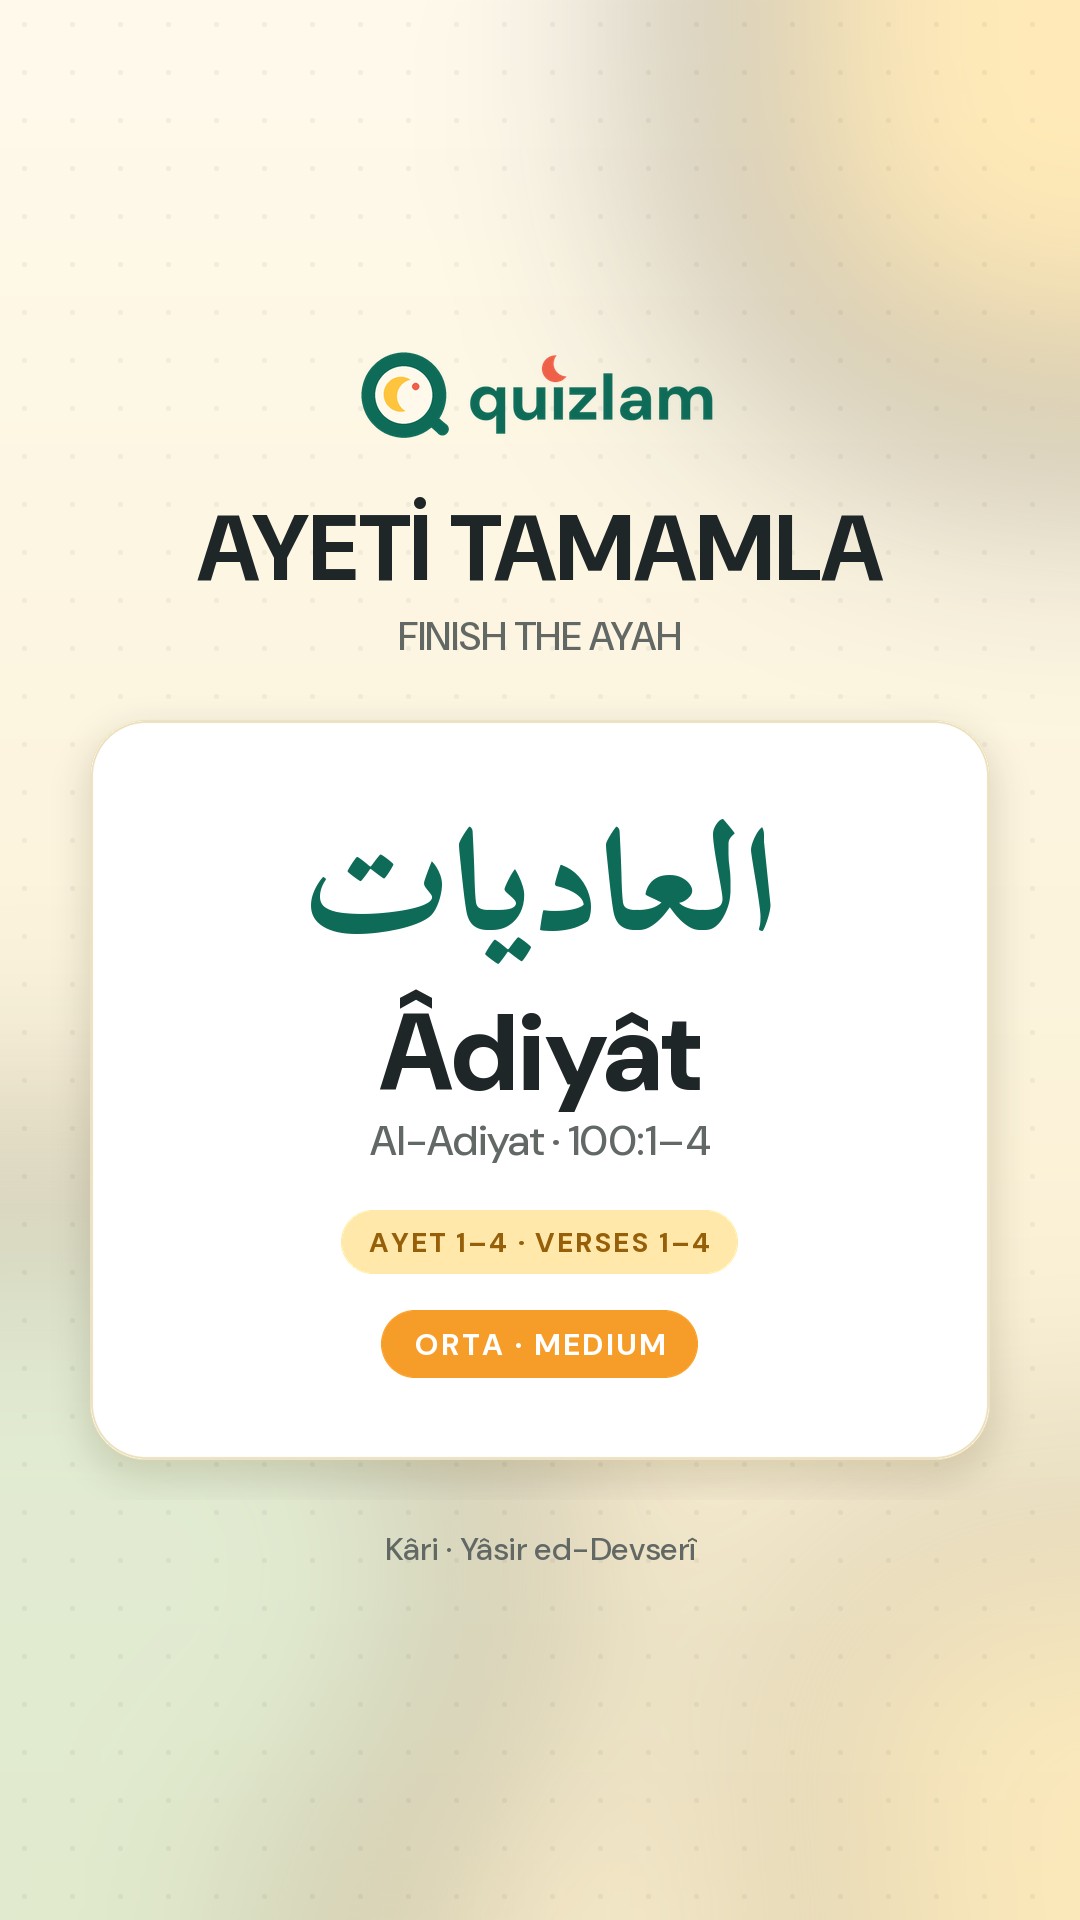 quizlam
AYETİ TAMAMLA
FINISH THE AYAH
العاديات
Âdiyât
Al-Adiyat · 100:1–4
AYET 1–4 · VERSES 1–4
ORTA · MEDIUM
Kâri · Yâsir ed-Devserî